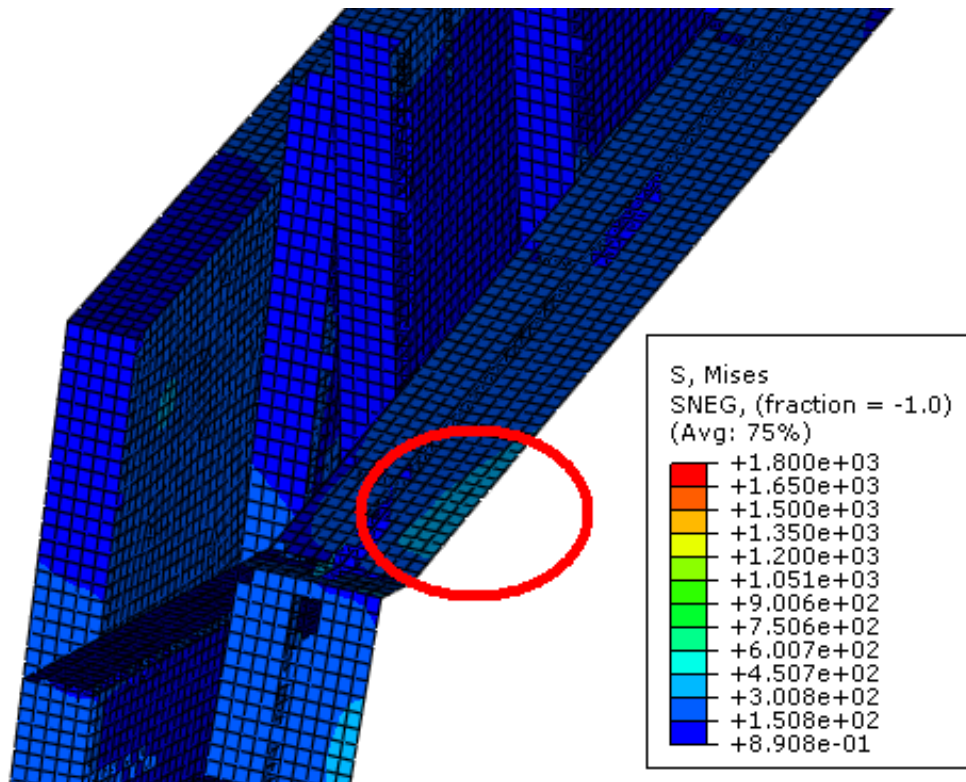 S, Mises
SNEG, (fraction = -1.0)
(Avg: 75%)
+1.800e+03
+1.650e+03
+1.500e+03
+1.350e+03
+1.200e+03
+1.051e+03
+9.006e+02
+7.506e+02
+6.007e+02
+4.507e+02
+3.008e+02
+1.508e+02
+8.908e-01